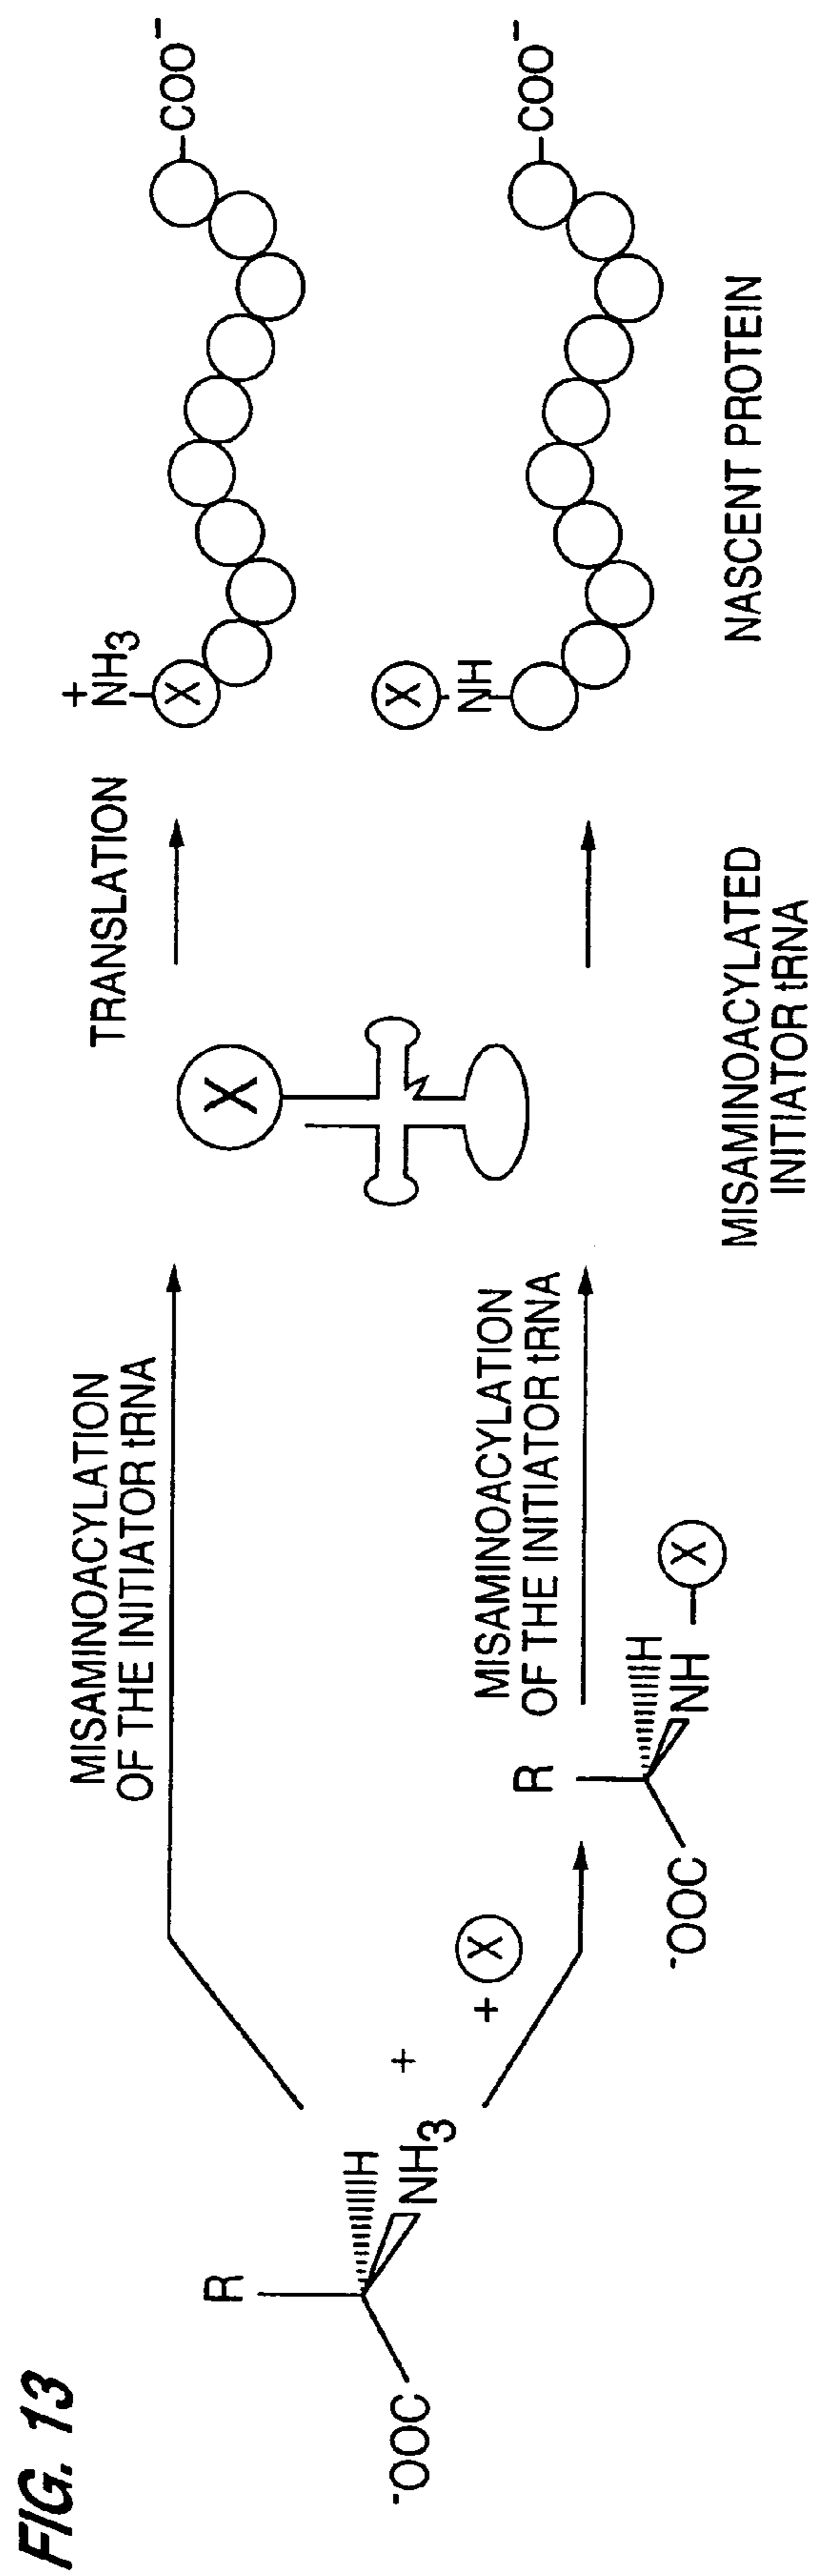 FIG. 13
R
H
-OOC
NH3
+
+ X
MISAMINOACYLATION
OF THE INITIATOR tRNA
R
H
-OOC
NH
X
MISAMINOACYLATION
OF THE INITIATOR tRNA
X
MISAMINOACYLATED
INITIATOR tRNA
TRANSLATION
+
NH3
X
COO-
X
NH
COO-
NASCENT PROTEIN